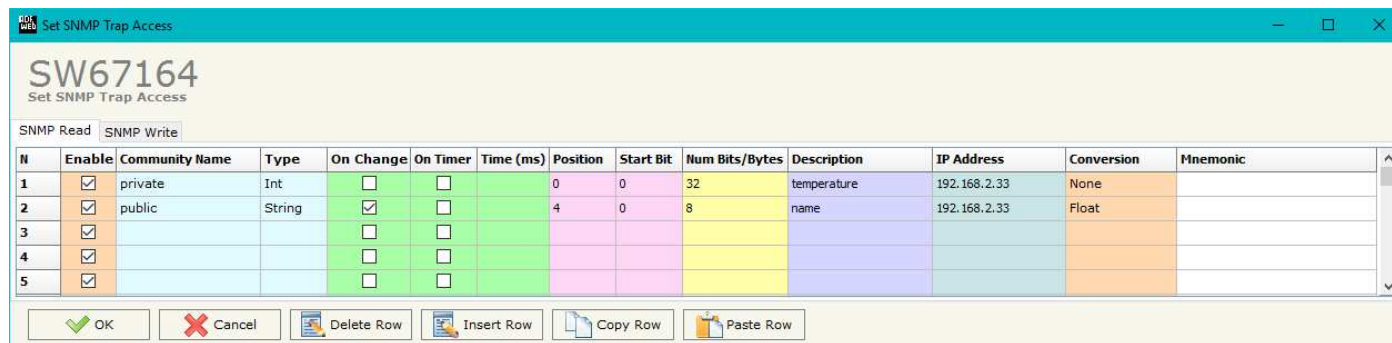 ADF WEB Set SNMP Trap Access
SW67164
Set SNMP Trap Access
SNMP Read SNMP Write
N Enable Community Name Type On Change On Timer Time (ms) Position Start Bit Num Bits/Bytes Description IP Address Conversion Mnemonic
1 private Int 0 0 32 temperature 192.168.2.33 None
2 public String 4 0 8 name 192.168.2.33 Float
3
4
5
OK Cancel Delete Row Insert Row Copy Row Paste Row